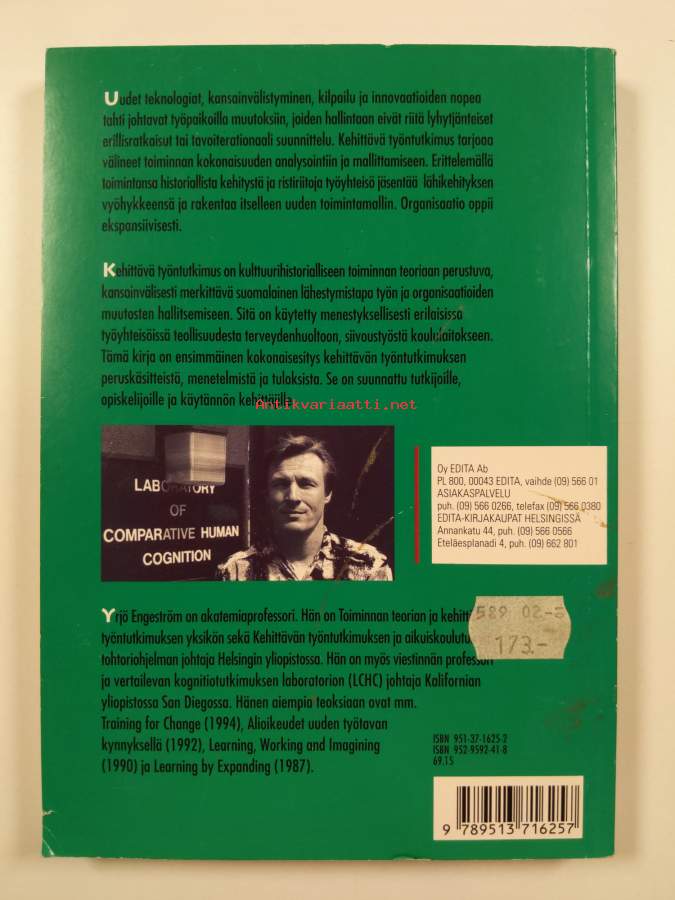 Uudet teknologiat, kansainvälistyminen, kilpailu ja innovaatioiden nopea
tahti johtavat työpaikoilla muutoksiin, joiden hallintaan eivät riitä lyhytjänteiset
erillisratkaisut tai tavoiterationaali suunnittelu. Kehittävä työntutkimus tarjoaa
välineet toiminnan kokonaisuuden analysointiin ja mallittamiseen. Erittelemällä
toimintansa historiallista kehitystä ja ristiriitoja työyhteisö jäsentää lähikehityksen
vyöhykkeensä ja rakentaa itselleen uuden toimintamallin. Organisaatio oppii
ekspansiivisesti.
Kehittävä työntutkimus on kulttuurihistorialliseen toiminnan teoriaan perustuva,
kansainvälisesti merkittävä suomalainen lähestymistapa työn ja organisaatioiden
muutosten hallitsemiseen. Sitä on käytetty menestyksellisesti erilaisissa
työyhteisöissä teollisuudesta terveydenhuoltoon, siivoustyöstä koululaitokseen.
Tämä kirja on ensimmäinen kokonaisesitys kehittävän työntutkimuksen
peruskäsitteistä, menetelmistä ja tuloksista. Se on suunnattu tutkijoille,
opiskelijoille ja käytännön kehittäjille.
Antikvariaatti.net
LABORATORY
OF
COMPARATIVE HUMAN
COGNITION
Oy EDITA Ab
PL 800, 00043 EDITA, vaihde (09) 566 01
ASIAKASPALVELU
puh. (09) 566 0266, telefax (09) 566 0380
EDITA-KIRJAKAUPAT HELSINGISSÄ
Annankatu 44, puh. (09) 566 0566
Eteläesplanadi 4, puh. (09) 662 801
Yrjö Engeström on akatemiaprofessori. Hän on Toiminnan teorian ja
työntutkimuksen yksikön sekä Kehittävän työntutkimuksen ja
tohtoriohjelman johtaja Helsingin yliopistossa. Hän on myös viestinnän professori
ja vertailevan kognitiotutkimuksen laboratorion (LCHC) johtaja Kalifornian
yliopistossa San Diegossa. Hänen aiempia teoksiaan ovat mm.
Training for Change (1994), Alioikeudet uuden työtavan
kynnyksellä (1992), Learning, Working and Imagining
(1990) ja Learning by Expanding (1987).
589 02-
173.-
ISBN 951-37-1625-2
ISBN 952-9592-41-8
69.15
9 789513 716257